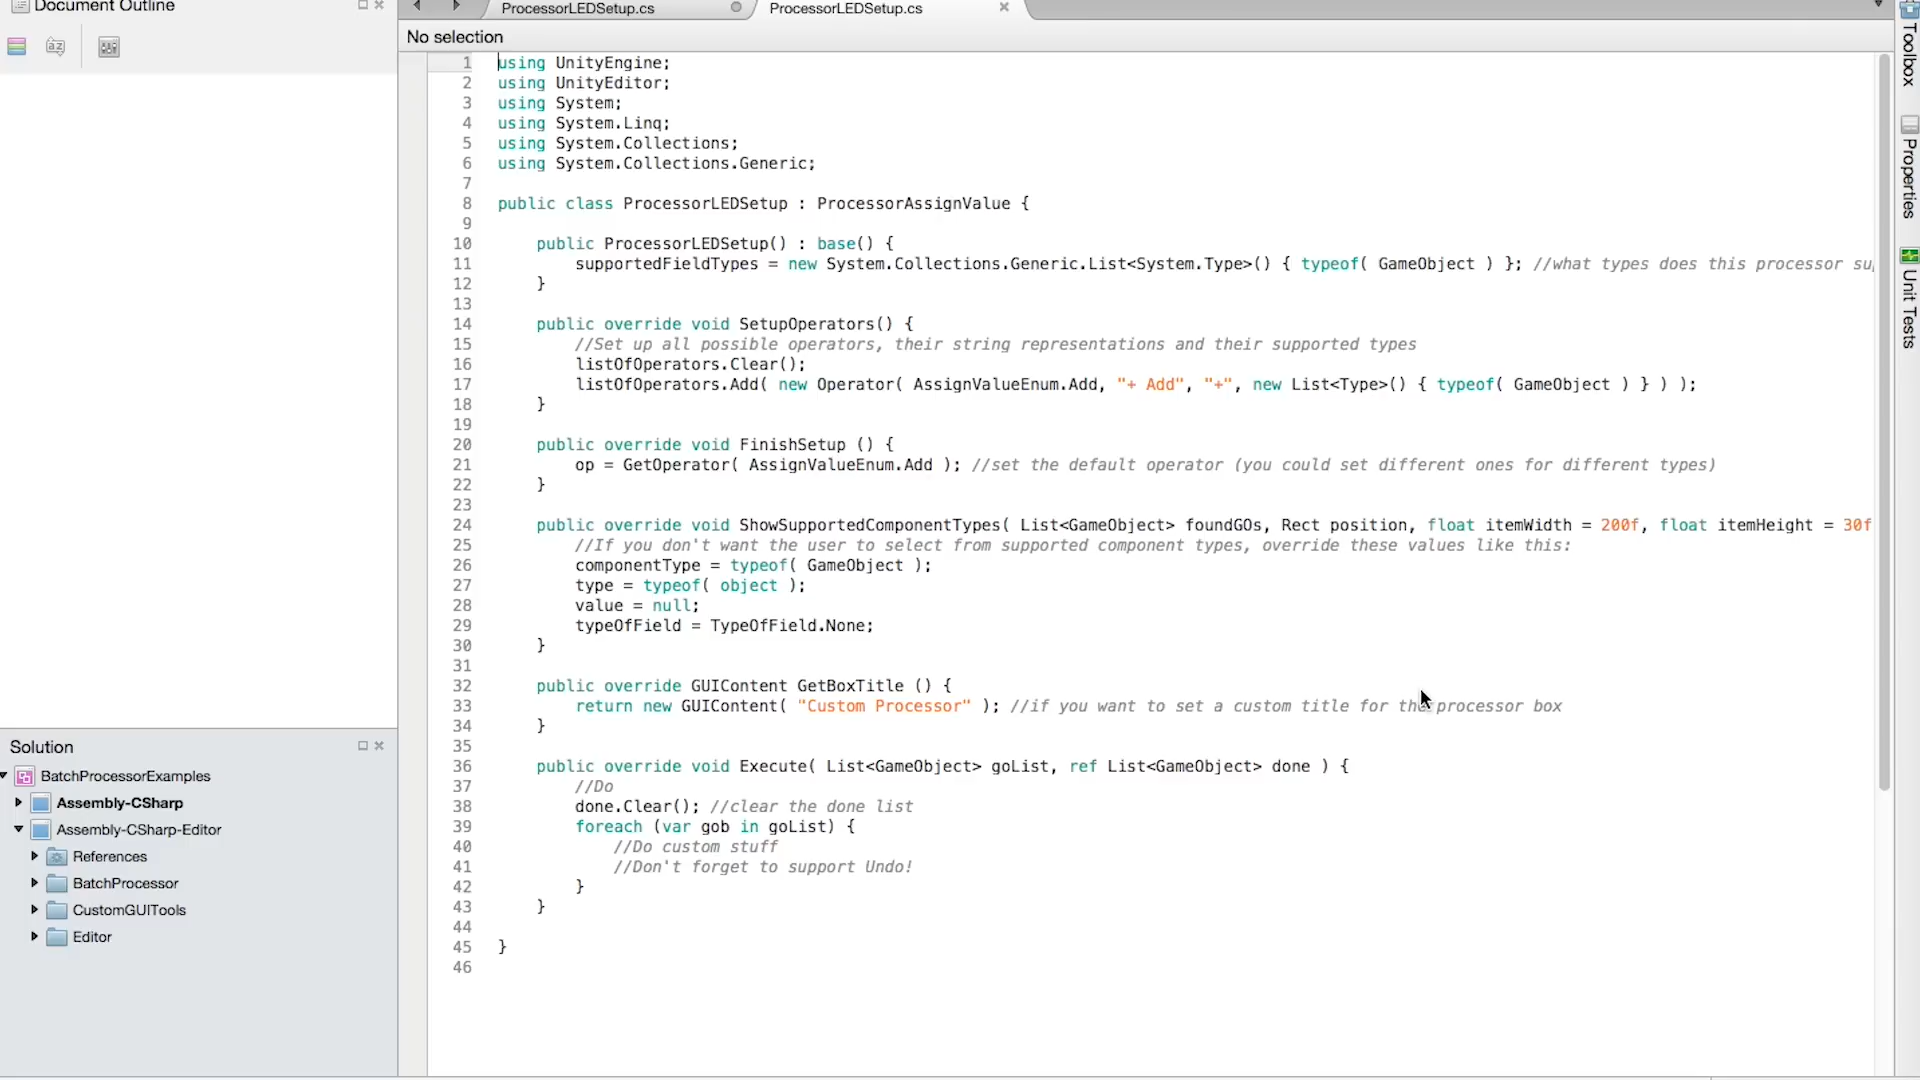 Document Outline
ProcessorLEDSetup.cs
ProcessorLEDSetup.cs
No selection
1 using UnityEngine;
2 using UnityEditor;
3 using System;
4 using System.Linq;
5 using System.Collections;
6 using System.Collections.Generic;
7
8 public class ProcessorLEDSetup : ProcessorAssignValue {
9
10 public ProcessorLEDSetup() : base() {
11 supportedFieldTypes = new System.Collections.Generic.List<System.Type>() { typeof( GameObject ) }; //what types does this processor su
12 }
13
14 public override void SetupOperators() {
15 //Set up all possible operators, their string representations and their supported types
16 listOfOperators.Clear();
17 listOfOperators.Add( new Operator( AssignValueEnum.Add, "+ Add", "+", new List<Type>() { typeof( GameObject ) } ) );
18 }
19
20 public override void FinishSetup () {
21 op = GetOperator( AssignValueEnum.Add ); //set the default operator (you could set different ones for different types)
22 }
23
24 public override void ShowSupportedComponentTypes( List<GameObject> foundGOs, Rect position, float itemWidth = 200f, float itemHeight = 30f
25 //If you don't want the user to select from supported component types, override these values like this:
26 componentType = typeof( GameObject );
27 type = typeof( object );
28 value = null;
29 typeOfField = TypeOfField.None;
30 }
31
32 public override GUIContent GetBoxTitle () {
33 return new GUIContent( "Custom Processor" ); //if you want to set a custom title for the processor box
34 }
35
36 public override void Execute( List<GameObject> goList, ref List<GameObject> done ) {
37 //Do
38 done.Clear(); //clear the done list
39 foreach (var gob in goList) {
40 //Do custom stuff
41 //Don't forget to support Undo!
42 }
43 }
44
45 }
46
Solution
BatchProcessorExamples
Assembly-CSharp
Assembly-CSharp-Editor
References
BatchProcessor
CustomGUITools
Editor
Toolbox
Properties
Unit Tests